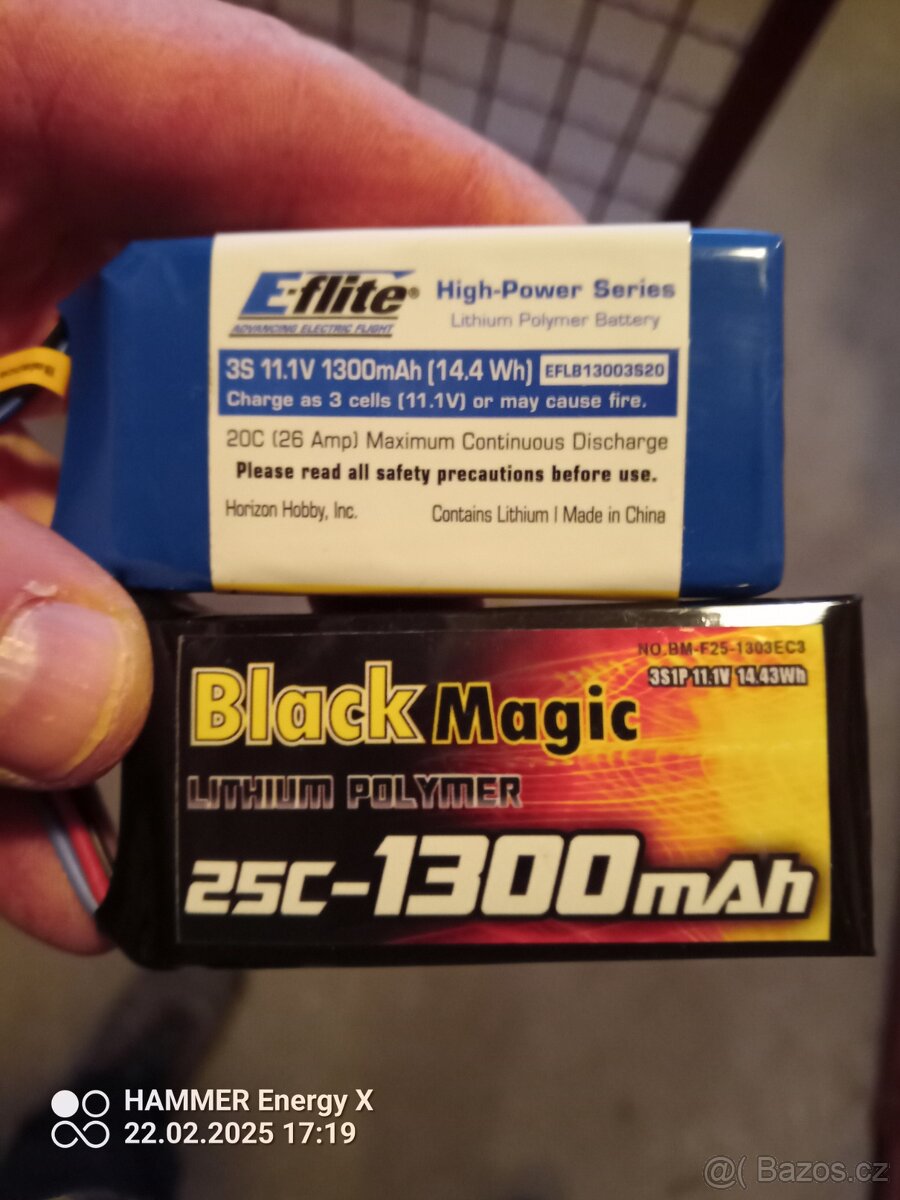 E-flite®
ADVANCING ELECTRIC FLIGHT
High-Power Series
Lithium Polymer Battery
3S 11.1V 1300mAh (14.4 Wh) EFLB13003S20
Charge as 3 cells (11.1V) or may cause fire.
20C (26 Amp) Maximum Continuous Discharge
Please read all safety precautions before use.
Horizon Hobby, Inc.
Contains Lithium | Made in China
NO.BM-F25-1303EC3
3S1P 11.1V 14.43Wh
Black Magic
LITHIUM POLYMER
25C-1300mAh
HAMMER Energy X
22.02.2025 17:19
@( Bazos.cz